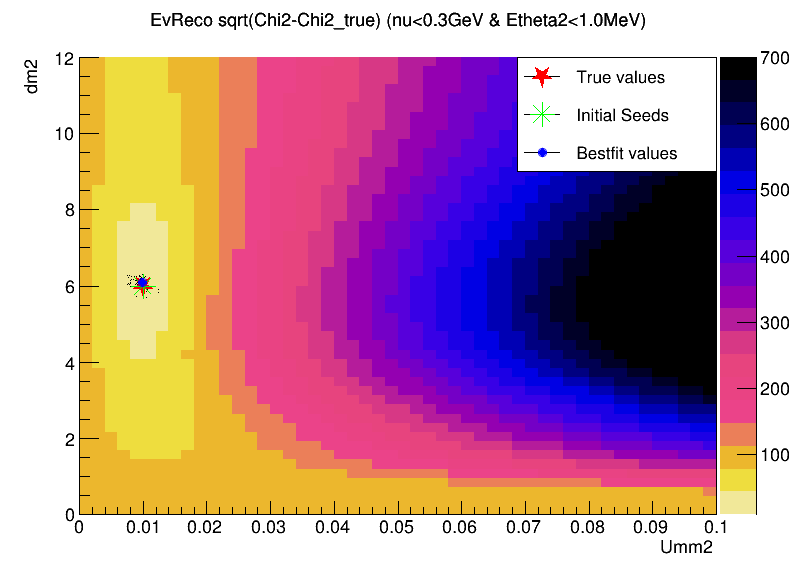 EvReco sqrt(Chi2-Chi2_true) (nu<0.3GeV & Etheta2<1.0MeV)
dm2
True values
Initial Seeds
Bestfit values
12
10
8
6
4
2
0
0 0.01 0.02 0.03 0.04 0.05 0.06 0.07 0.08 0.09 0.1
Umm2
700
600
500
400
300
200
100